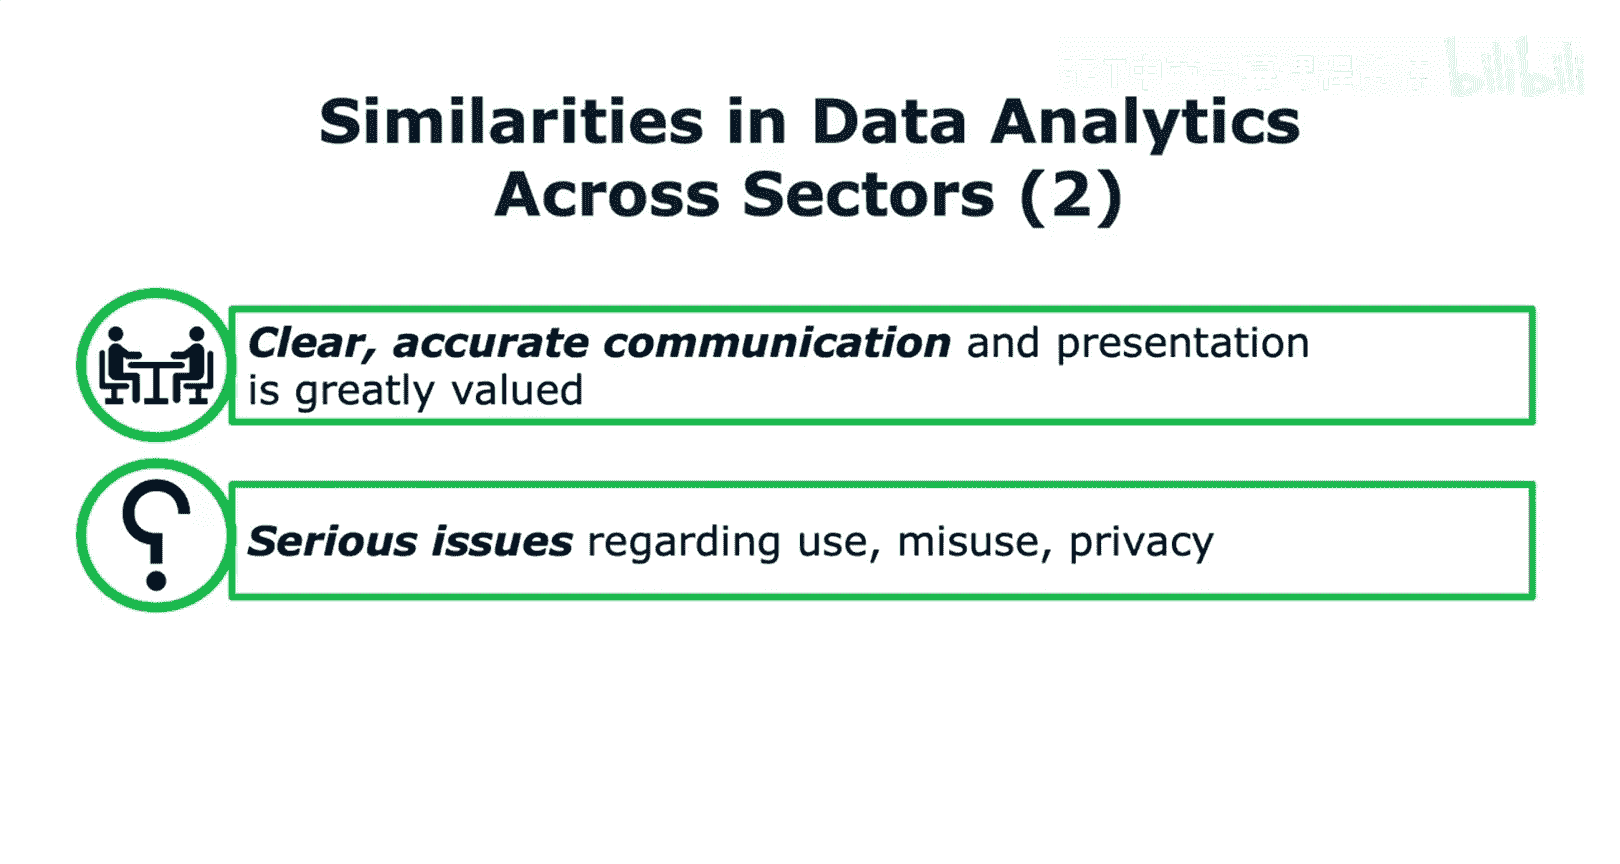 bilibili
Similarities in Data Analytics
Across Sectors (2)
Clear, accurate communication and presentation
is greatly valued
Serious issues regarding use, misuse, privacy